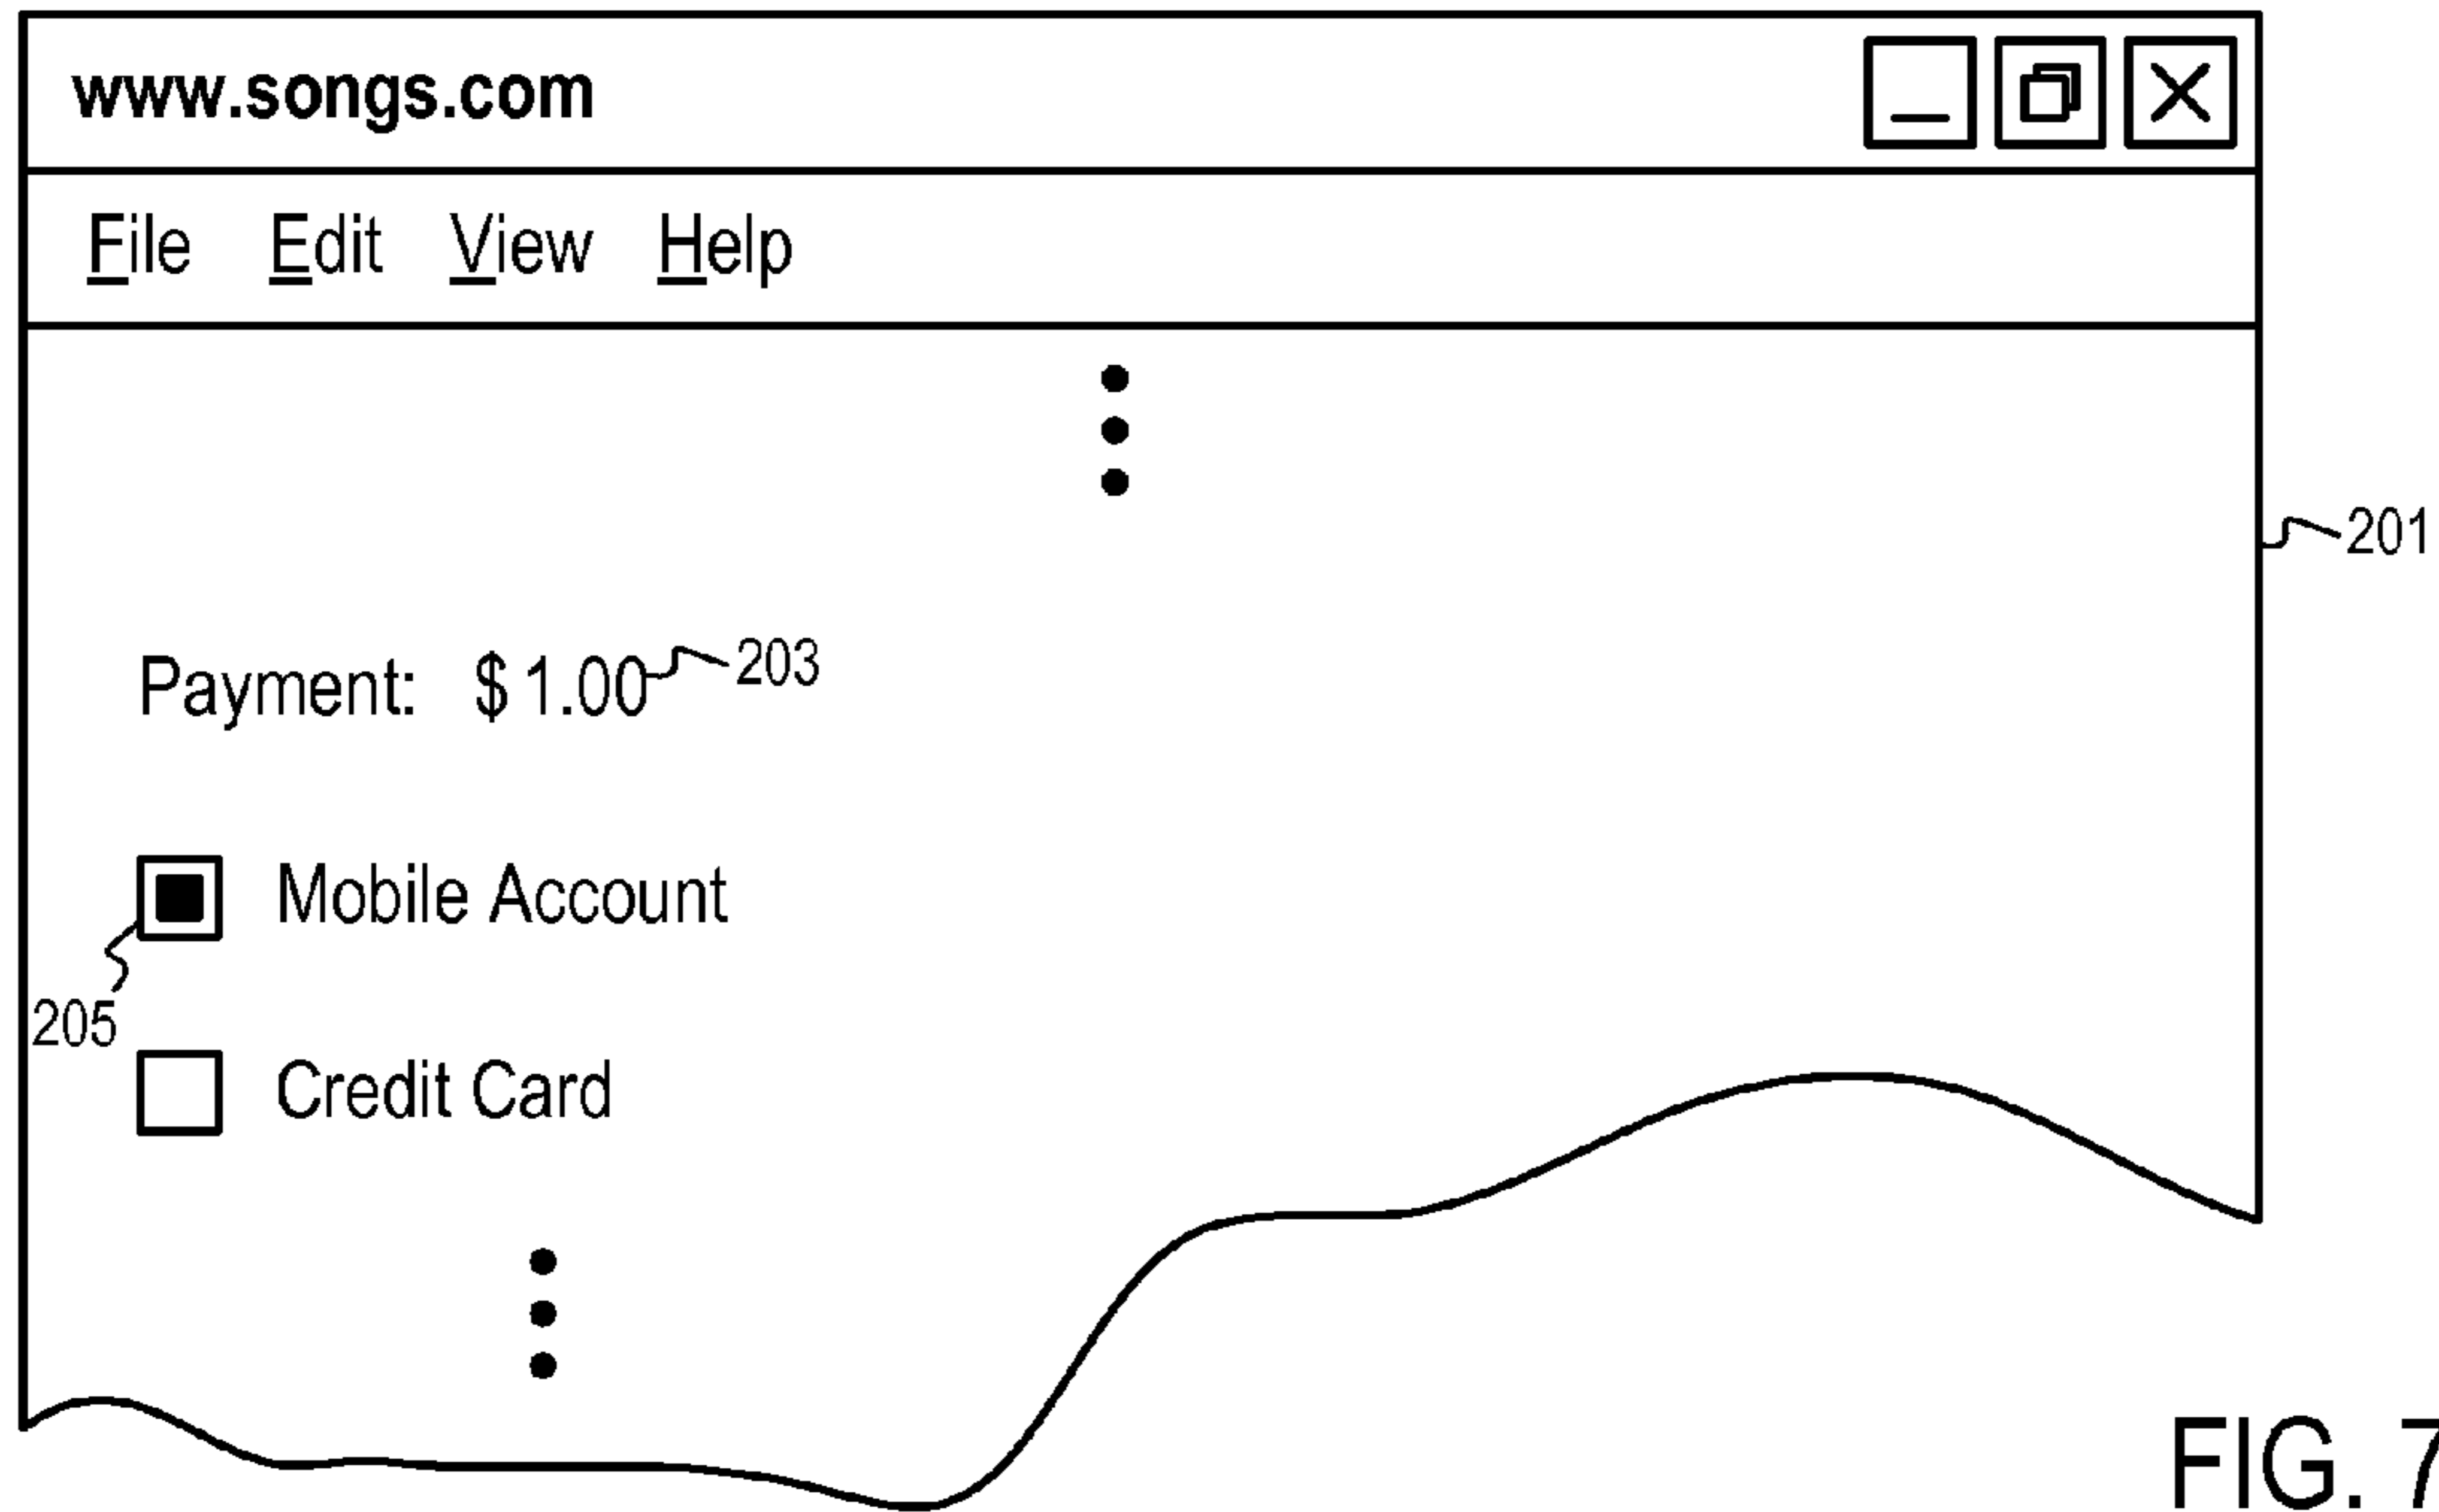 www.songs.com
File Edit View Help
201
Payment: $1.00 203
Mobile Account
205
Credit Card
FIG. 7